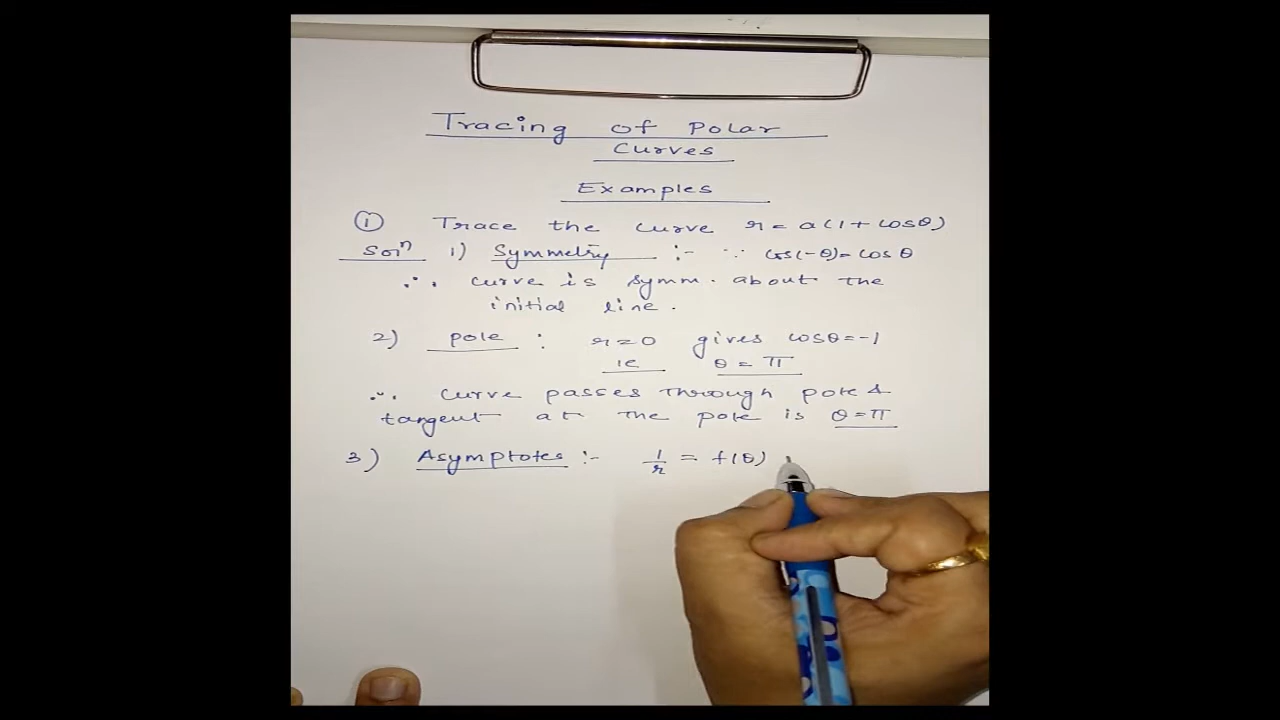 Tracing of Polar
Curves
Examples
① Trace the curve r = a(1 + cosθ)
Solⁿ 1) Symmetry :- ∵ cos(-θ) = cos θ
∴ curve is symm. about the
initial line.
2) pole : r = 0 gives cosθ = -1
ie θ = π
∴ curve passes through pole &
tangent at the pole is θ = π
3) Asymptotes :- 1/r = f(θ)